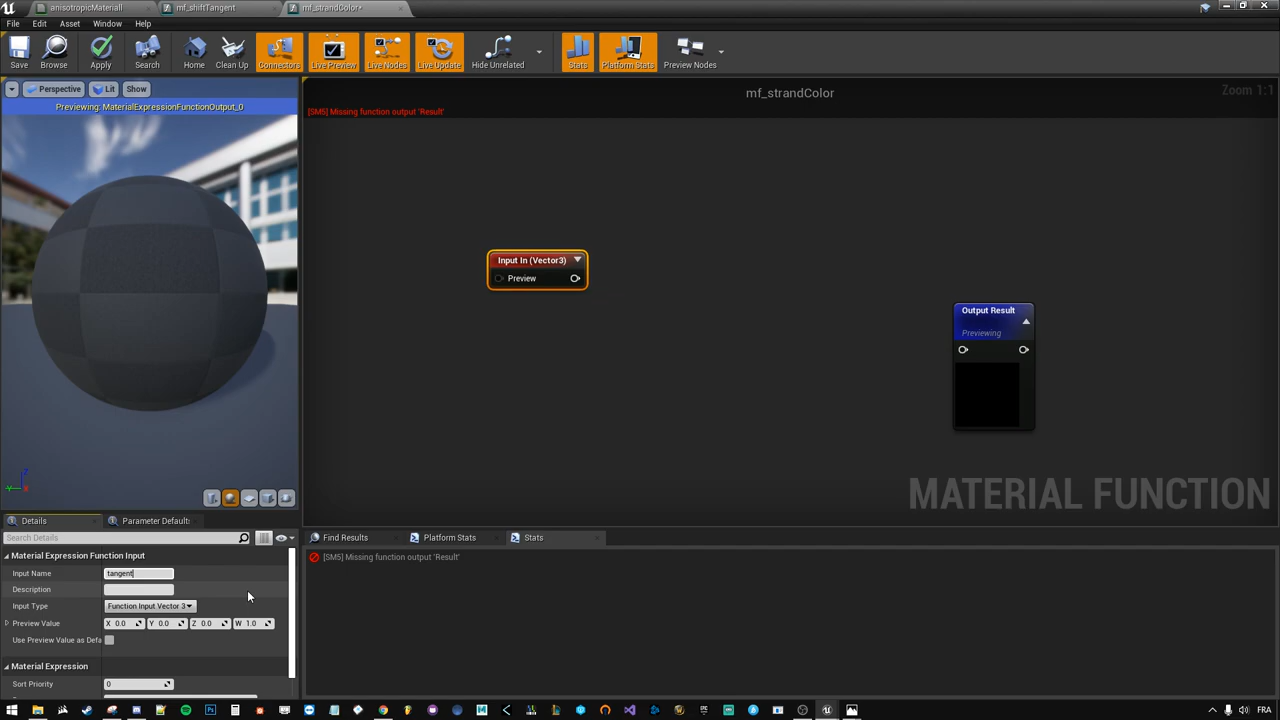 anisotropicMateriall
mf_shiftTangent
mf_strandColor*
File Edit Asset Window Help
Save Browse Apply Search Home Clean Up Connectors Live Preview Live Nodes Live Update Hide Unrelated Stats Platform Stats Preview Nodes
Perspective Lit Show
Previewing: MaterialExpressionFunctionOutput_0
mf_strandColor
Zoom 1:1
[SM5] Missing function output 'Result'
Input In (Vector3)
Preview
Output Result
Previewing
MATERIAL FUNCTION
Z
Y
X
Details Parameter Default
Search Details
Material Expression Function Input
Input Name tangent
Description
Input Type Function Input Vector 3
Preview Value X 0.0 Y 0.0 Z 0.0 W 1.0
Use Preview Value as Defa
Material Expression
Sort Priority 0
Find Results Platform Stats Stats
[SM5] Missing function output 'Result'
FRA